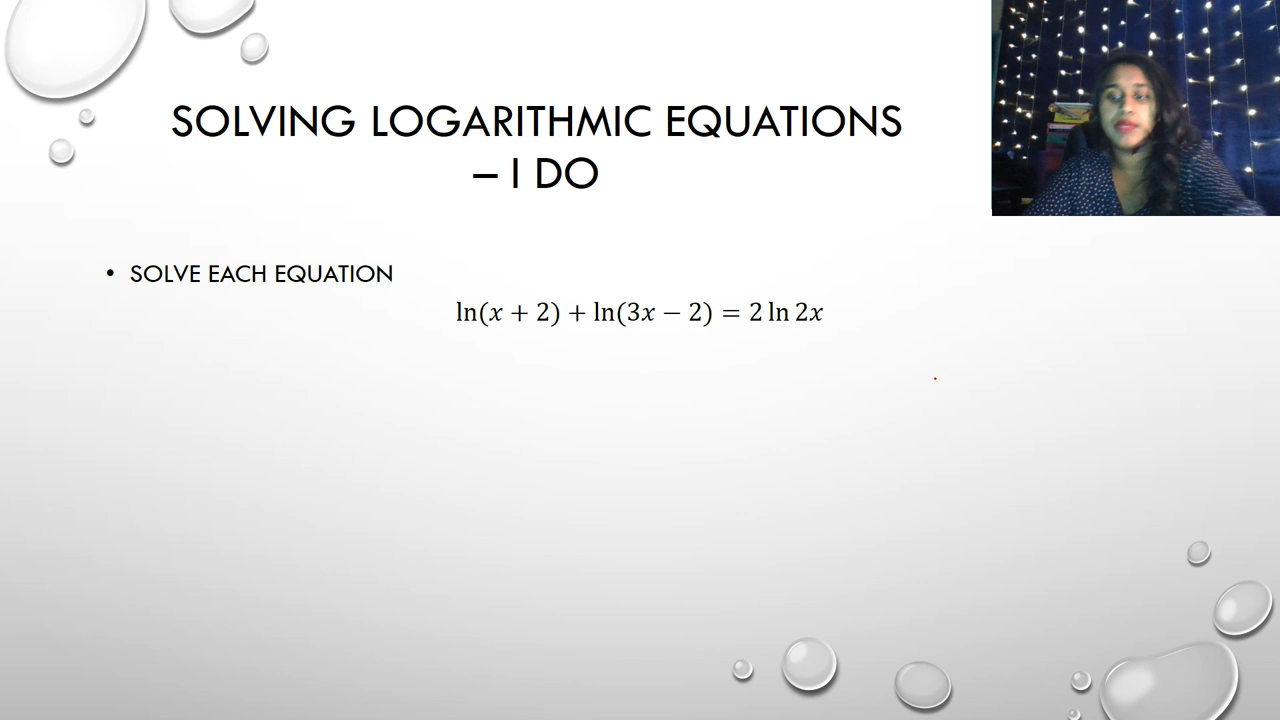 SOLVING LOGARITHMIC EQUATIONS
– I DO
• SOLVE EACH EQUATION
ln(x + 2) + ln(3x − 2) = 2 ln 2x